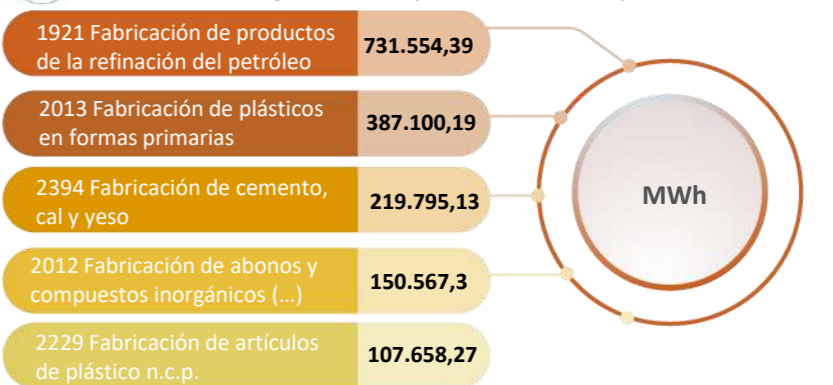 1921 Fabricación de productos
de la refinación del petróleo
731.554,39
2013 Fabricación de plásticos
en formas primarias
387.100,19
2394 Fabricación de cemento,
cal y yeso
219.795,13
2012 Fabricación de abonos y
compuestos inorgánicos (…)
150.567,3
2229 Fabricación de artículos
de plástico n.c.p.
107.658,27
MWh